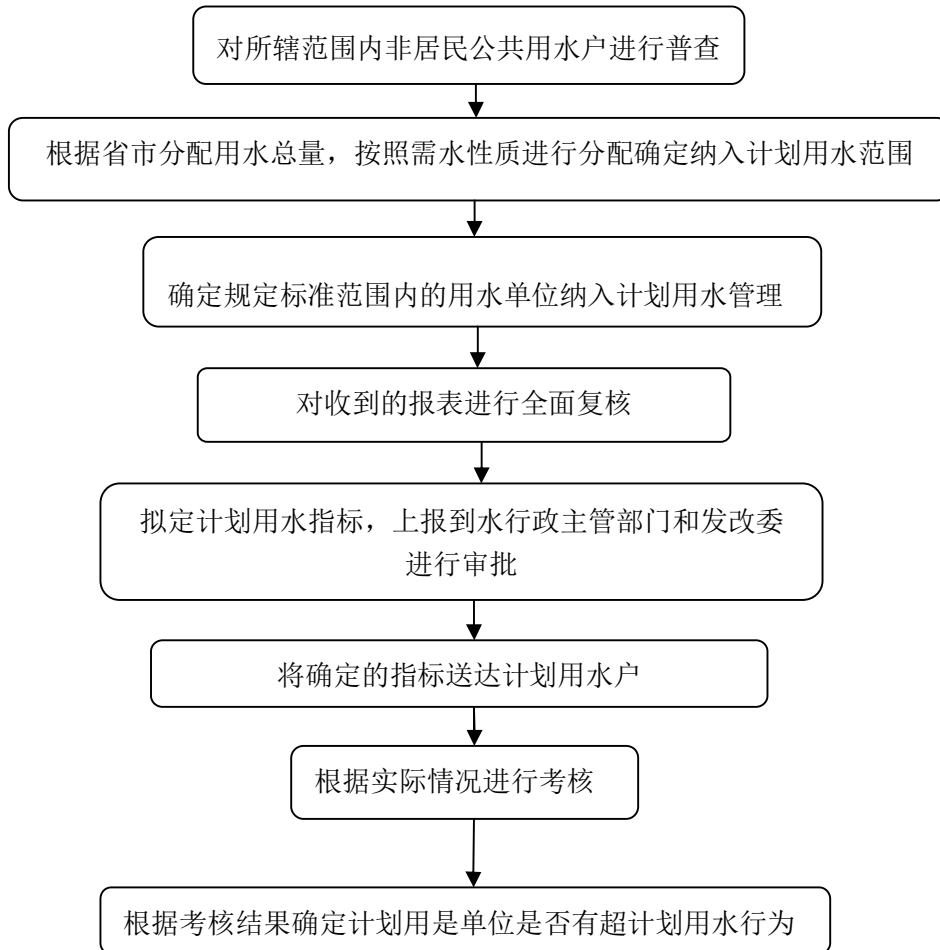 对所辖范围内非居民公共用水户进行普查
根据省市分配用水总量，按照需水性质进行分配确定纳入计划用水范围
确定规定标准范围内的用水单位纳入计划用水管理
对收到的报表进行全面复核
拟定计划用水指标，上报到水行政主管部门和发改委
进行审批
将确定的指标送达计划用水户
根据实际情况进行考核
根据考核结果确定计划用是单位是否有超计划用水行为